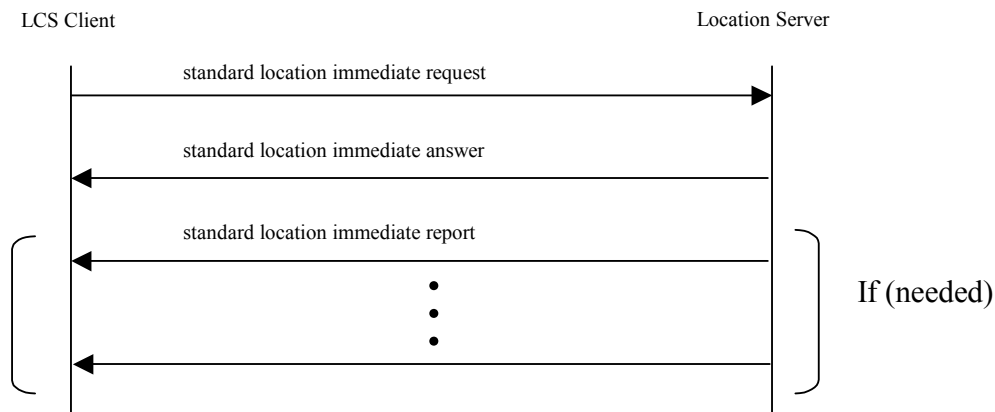 LCS Client
Location Server
standard location immediate request
standard location immediate answer
standard location immediate report
If (needed)